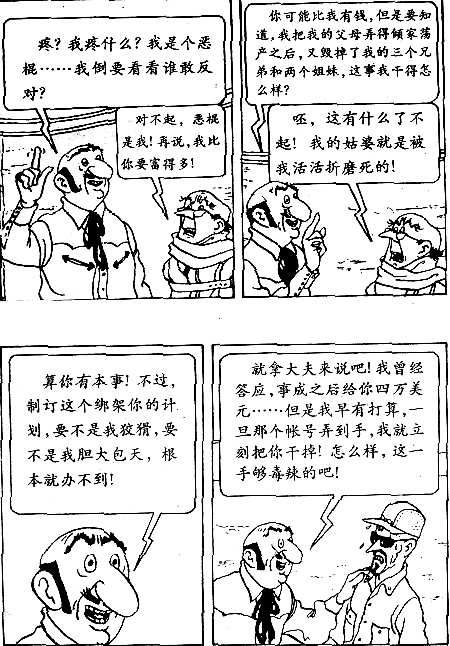 疼？我疼什么？我是个恶
棍……我倒要看看谁敢反
对？
对不起，恶棍
是我！再说，我比
你要富得多！
你可能比我有钱，但是要知
道，我把我的父母弄得倾家荡
产之后，又毁掉了我的三个兄
弟和两个姐妹，这事我干得怎
么样？
呸，这有什么了不
起！我的姑婆就是被
我活活折磨死的！
算你有本事！不过，
制订这个绑架你的计
划，要不是我狡猾，要
不是我胆大包天，根
本就办不到！
就拿大夫来说吧！我曾经
答应，事成之后给你四万美
元……但是我早有打算，一
旦那个帐号弄到手，我就立
刻把你干掉！怎么样，这一
手够毒辣的吧！